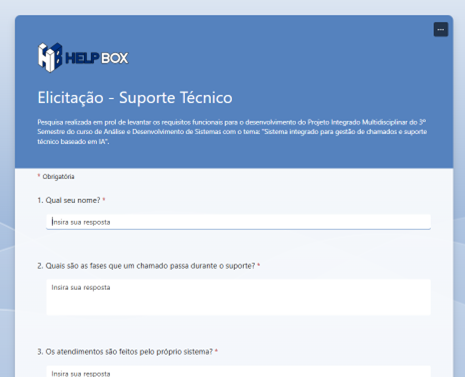 HELP BOX
Elicitação - Suporte Técnico
Pesquisa realizada em prol de levantar os requisitos funcionais para o desenvolvimento do Projeto Integrado Multidisciplinar do 3º
Semestre do curso de Análise e Desenvolvimento de Sistemas com o tema: "Sistema integrado para gestão de chamados e suporte
técnico baseado em IA".
* Obrigatória
1. Qual seu nome? *
Insira sua resposta
2. Quais são as fases que um chamado passa durante o suporte? *
Insira sua resposta
3. Os atendimentos são feitos pelo próprio sistema? *
Insira sua resposta